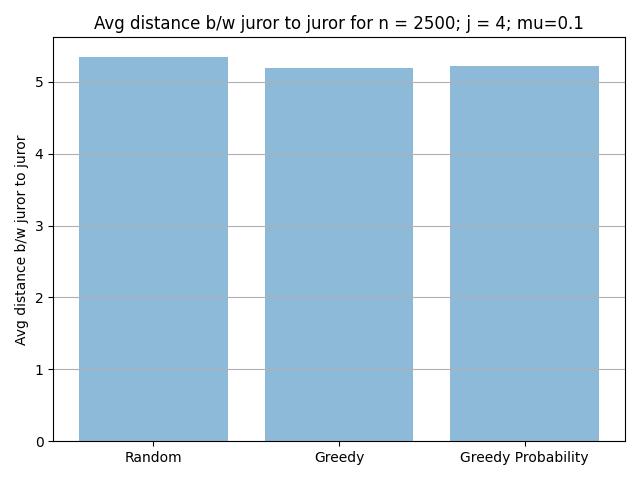 Avg distance b/w juror to juror for n = 2500; j = 4; mu=0.1
Avg distance b/w juror to juror
5
4
3
2
1
0
Random
Greedy
Greedy Probability